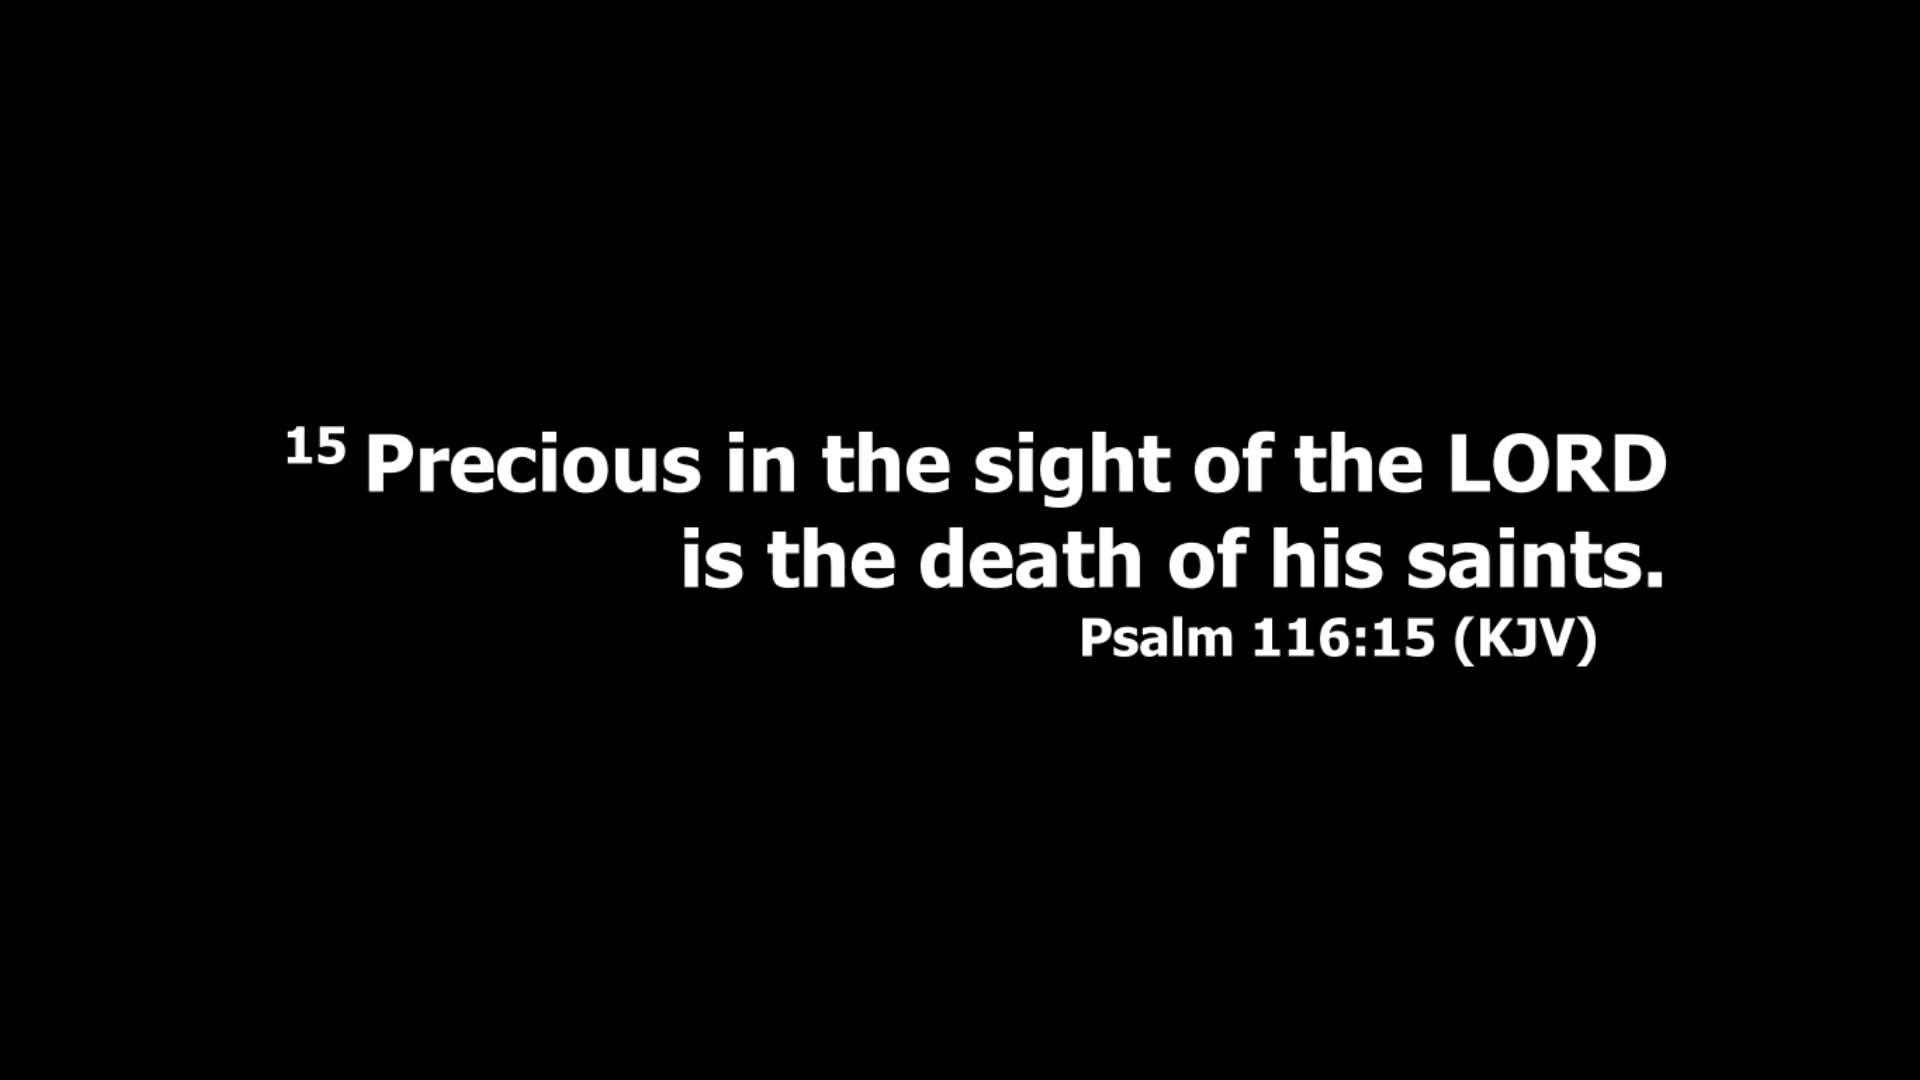 15 Precious in the sight of the LORD
is the death of his saints.
Psalm 116:15 (KJV)